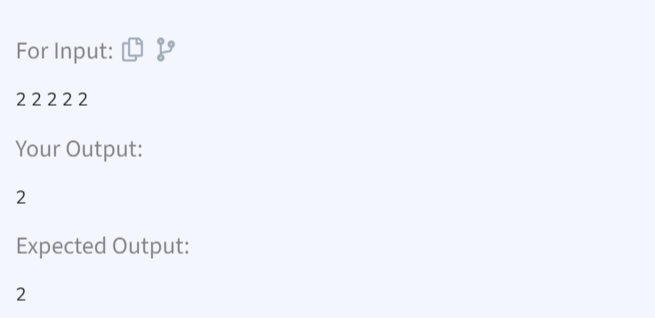 For Input:
2 2 2 2 2
Your Output:
2
Expected Output:
2